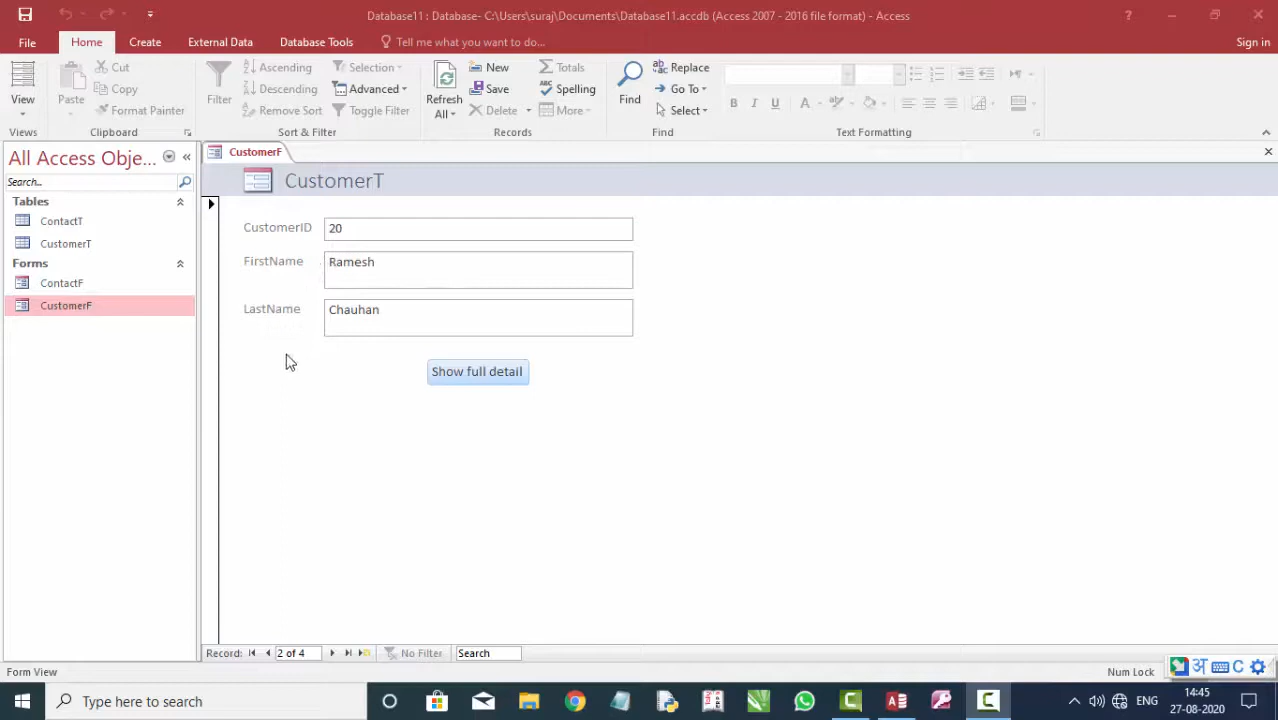 Database11 : Database- C:\Users\suraj\Documents\Database11.accdb (Access 2007 - 2016 file format) - Access
?
File Home Create External Data Database Tools Tell me what you want to do... Sign in
View
Views
Paste
Cut
Copy
Format Painter
Clipboard
Filter
Ascending
Descending
Remove Sort
Selection
Advanced
Toggle Filter
Sort & Filter
Refresh All
New
Save
Delete
Totals
Spelling
More
Records
Find
Replace
Go To
Select
Find
B I U A
Text Formatting
All Access Obje...
Search...
Tables
ContactT
CustomerT
Forms
ContactF
CustomerF
CustomerF
CustomerT
CustomerID 20
FirstName Ramesh
LastName Chauhan
Show full detail
Record: 2 of 4 No Filter Search
Form View Num Lock
अ C
Type here to search
ENG
14:45
27-08-2020